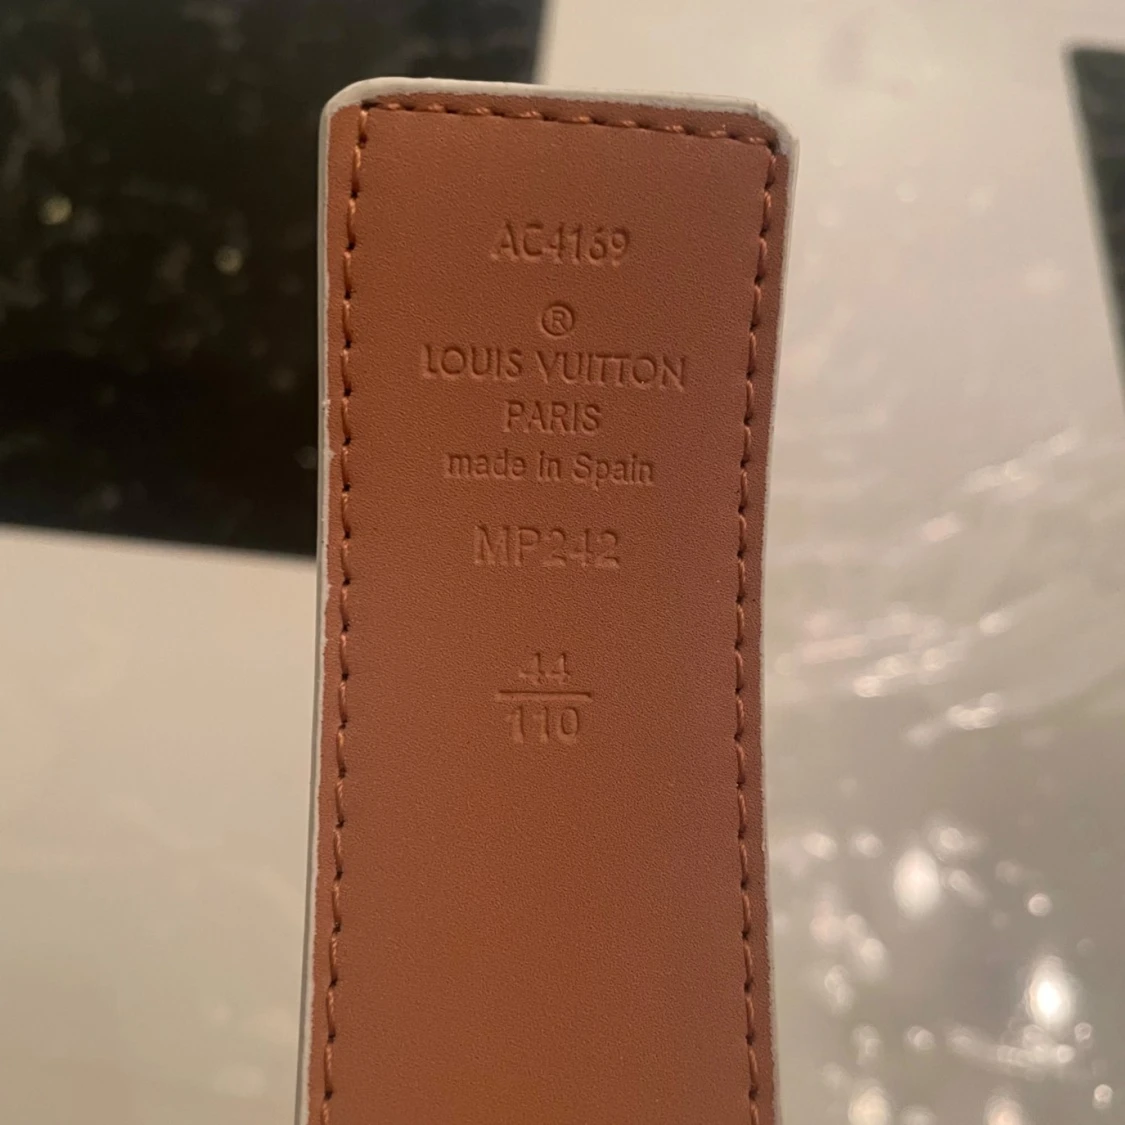 AC4169
®
LOUIS VUITTON
PARIS
made in Spain
MP242
44
110